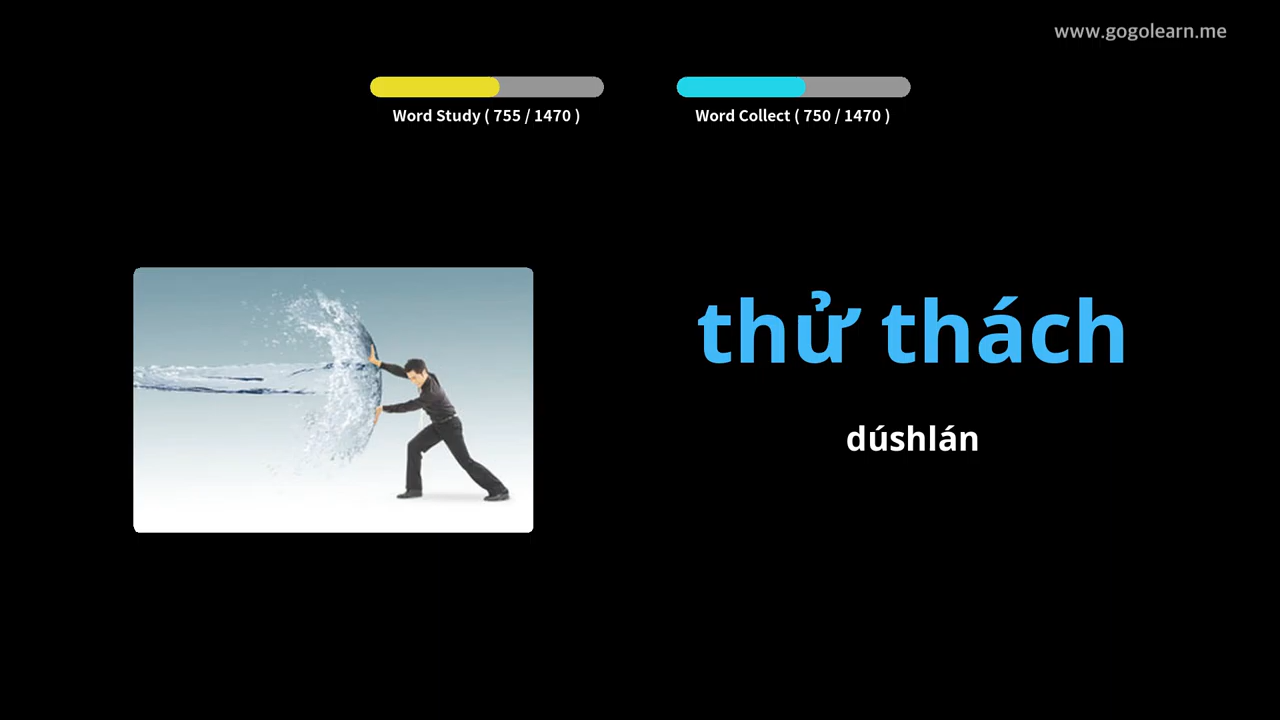 www.gogolearn.me
Word Study ( 755 / 1470 )
Word Collect ( 750 / 1470 )
thử thách
dúshlán